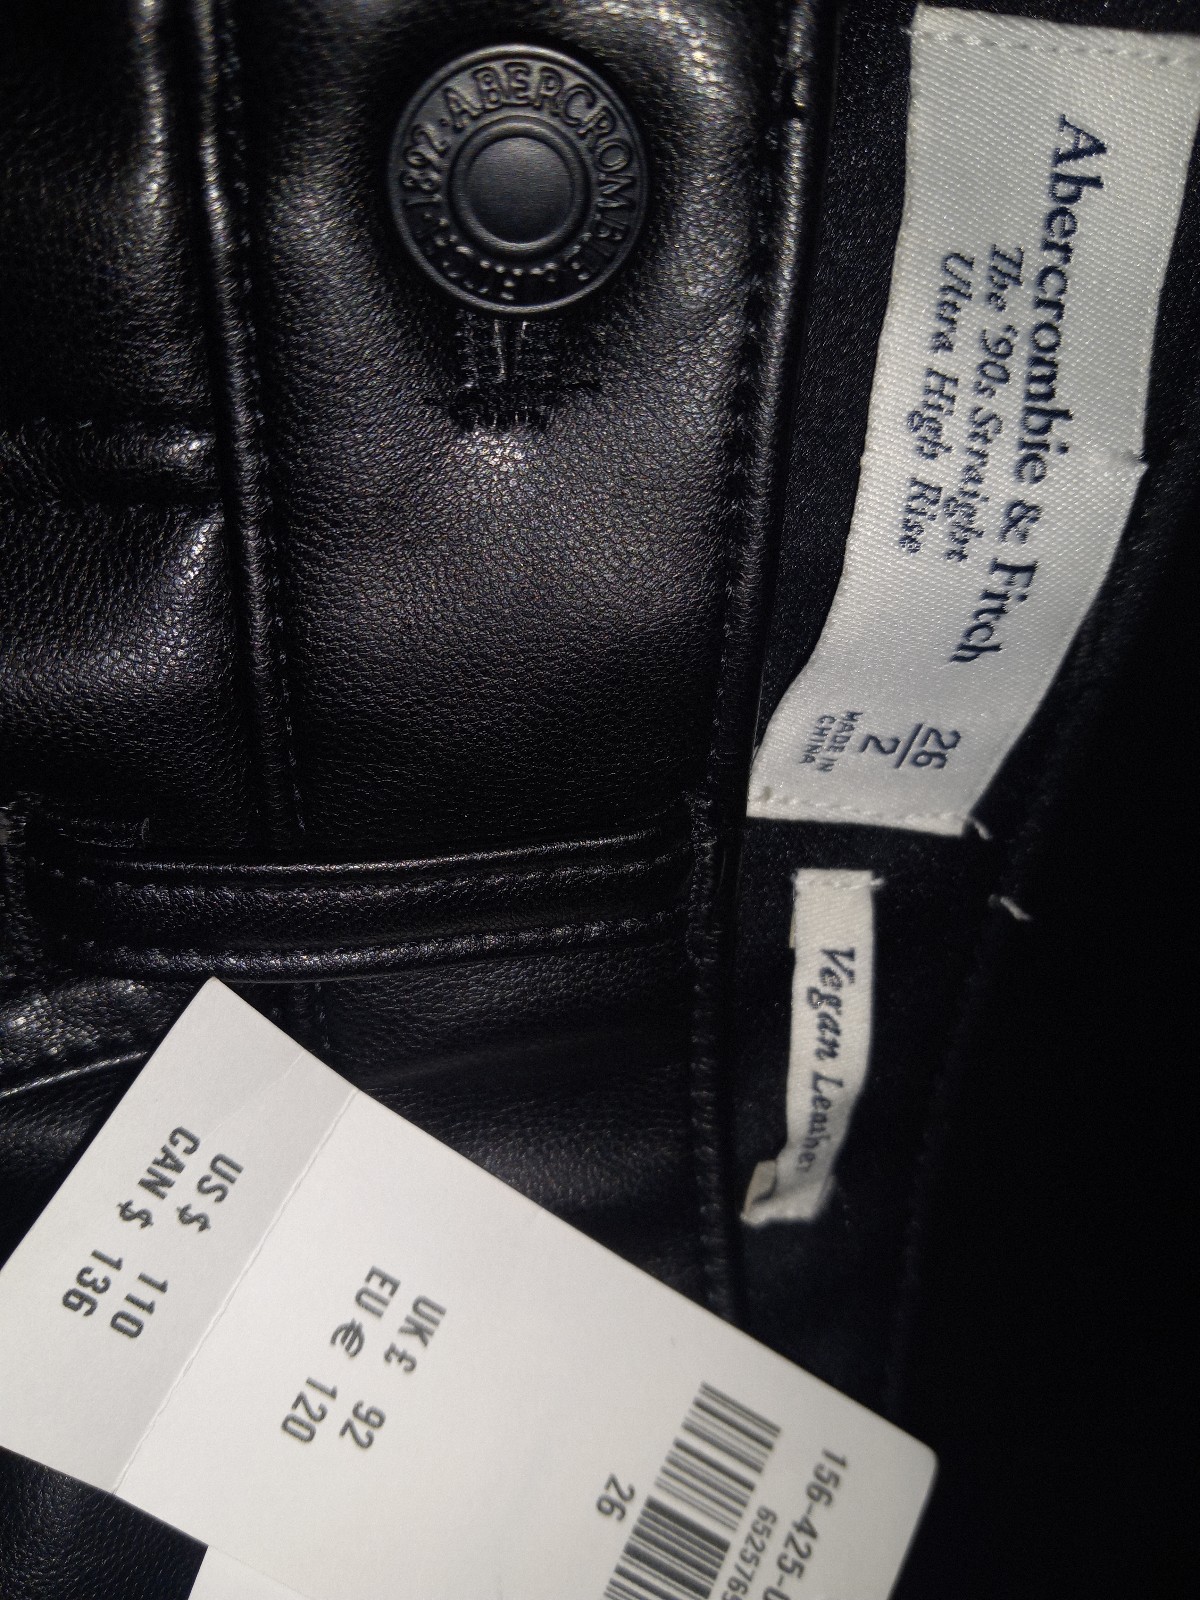 ABERCROMBIE & FITCH · 1892 ·
Abercrombie & Fitch
The '90s Straight
Ultra High Rise
26
2
MADE IN
CHINA
Vegan Leather
US $ 110
CAN $ 136
UK £ 92
EU € 120
26
156-425-0
6525765